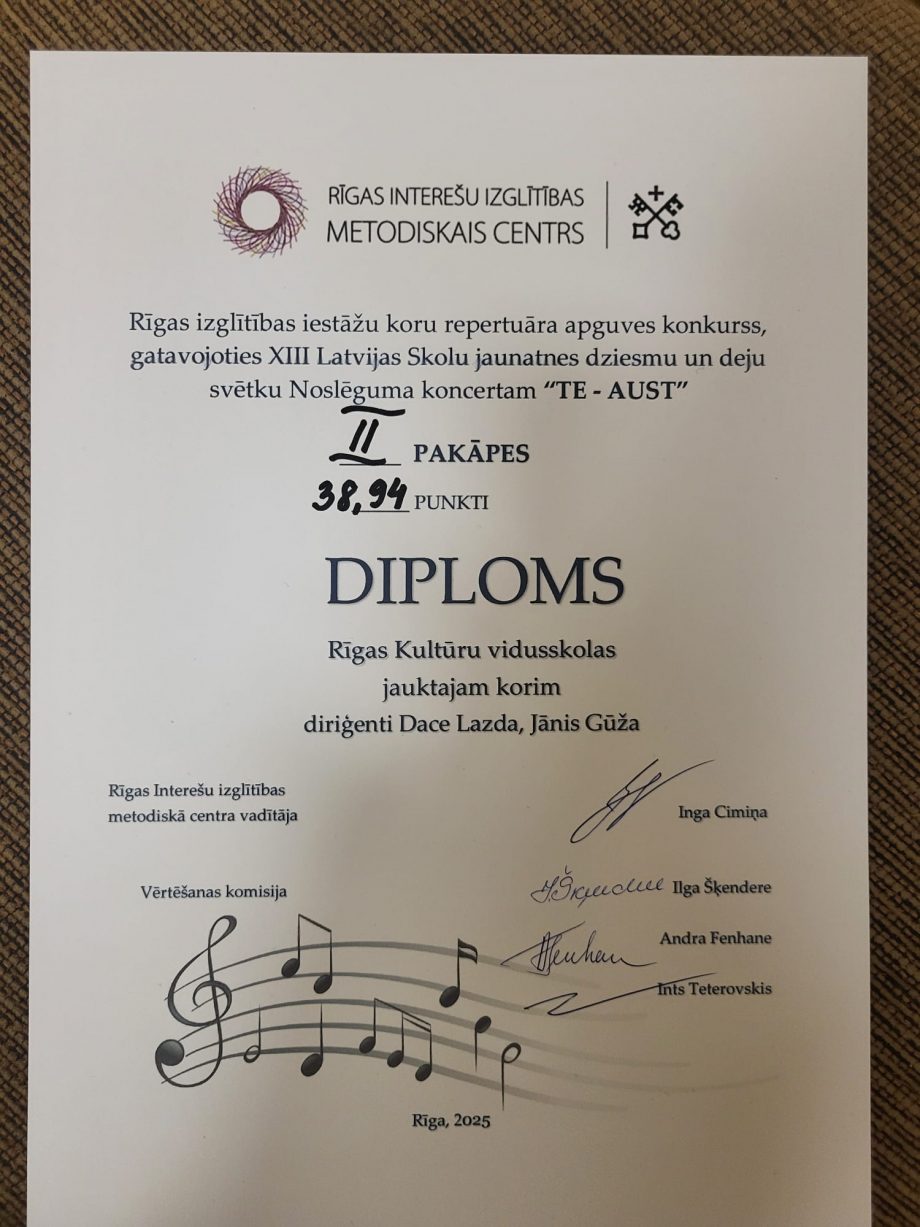 RĪGAS INTEREŠU IZGLĪTĪBAS
METODISKAIS CENTRS
Rīgas izglītības iestāžu koru repertuāra apguves konkurss,
gatavojoties XIII Latvijas Skolu jaunatnes dziesmu un deju
svētku Noslēguma koncertam “TE - AUST”
II PAKĀPES
38,94 PUNKTI
DIPLOMS
Rīgas Kultūru vidusskolas
jauktajam korim
diriģenti Dace Lazda, Jānis Gūža
Rīgas Interešu izglītības
metodiskā centra vadītāja
Inga Cimiņa
Vērtēšanas komisija
I.Šķendere Ilga Šķendere
AFenhane Andra Fenhane
Ints Teterovskis
Rīga, 2025